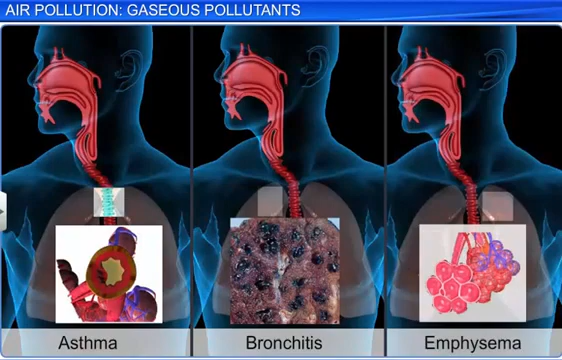 AIR POLLUTION: GASEOUS POLLUTANTS
Asthma
Bronchitis
Emphysema